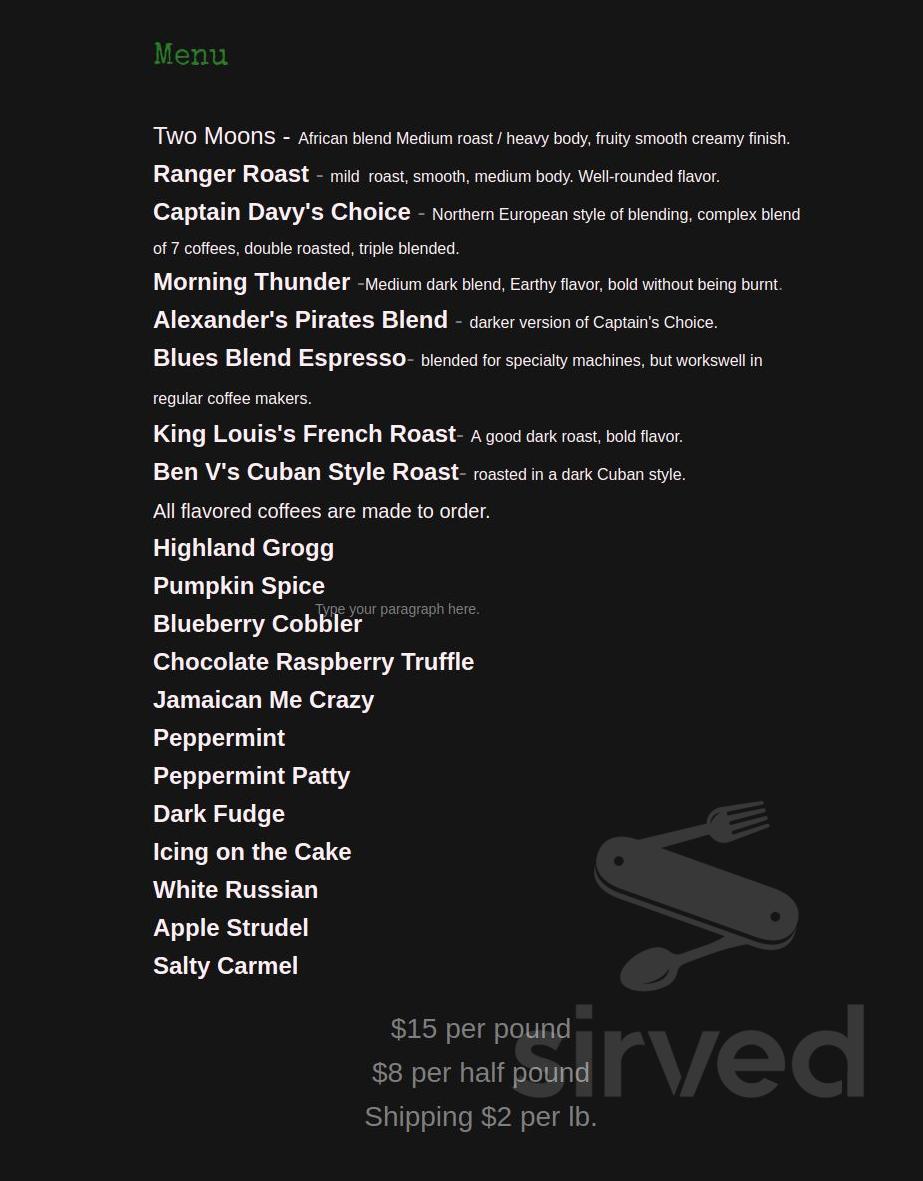 Menu
Two Moons - African blend Medium roast / heavy body, fruity smooth creamy finish.
Ranger Roast - mild  roast, smooth, medium body. Well-rounded flavor.
Captain Davy's Choice - Northern European style of blending, complex blend
of 7 coffees, double roasted, triple blended.
Morning Thunder -Medium dark blend, Earthy flavor, bold without being burnt.
Alexander's Pirates Blend - darker version of Captain's Choice.
Blues Blend Espresso- blended for specialty machines, but workswell in
regular coffee makers.
King Louis's French Roast- A good dark roast, bold flavor.
Ben V's Cuban Style Roast- roasted in a dark Cuban style.
All flavored coffees are made to order.
Highland Grogg
Pumpkin Spice
Type your paragraph here.
Blueberry Cobbler
Chocolate Raspberry Truffle
Jamaican Me Crazy
Peppermint
Peppermint Patty
Dark Fudge
Icing on the Cake
White Russian
Apple Strudel
Salty Carmel
$15 per pound
$8 per half pound
Shipping $2 per lb.
sirved